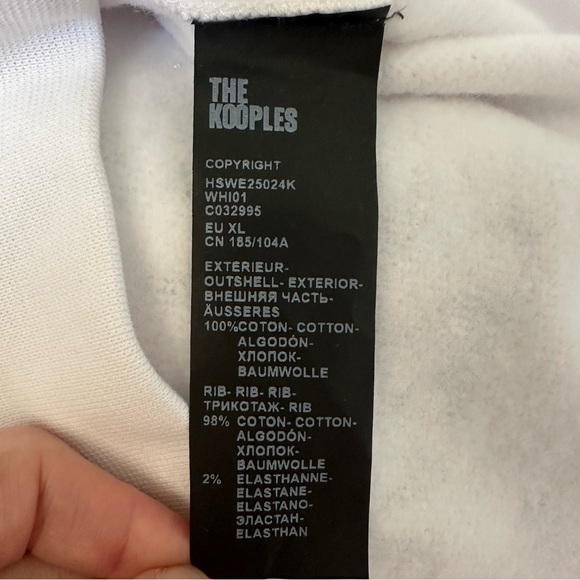 THE
KOOPLES
COPYRIGHT
HSWE25024K
WHI01
C032995
EU XL
CN 185/104A
EXTERIEUR-
OUTSHELL- EXTERIOR-
ВНЕШНЯЯ ЧАСТЬ-
ÄUSSERES
100%COTON- COTTON-
ALGODÓN-
ХЛОПОК-
BAUMWOLLE
RIB- RIB- RIB-
ТРИКОТАЖ- RIB
98% COTON- COTTON-
ALGODÓN-
ХЛОПОК-
BAUMWOLLE
2% ELASTHANNE-
ELASTANE-
ELASTANO-
ЭЛАСТАН-
ELASTHAN